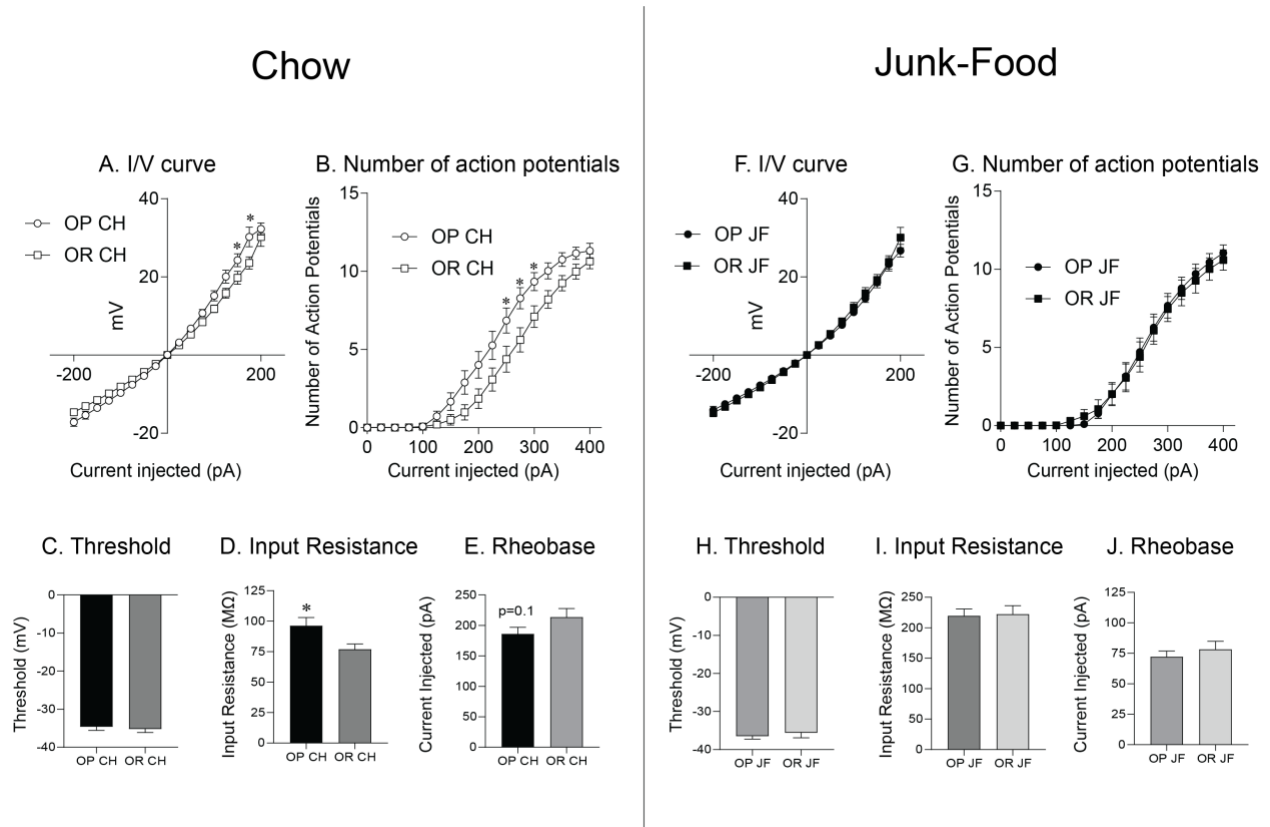 Chow
Junk-Food
A. I/V curve
B. Number of action potentials
40
20
-20
-200
200
mV
OP CH
OR CH
*
*
Current injected (pA)
15
10
5
0
Number of Action Potentials
OP CH
OR CH
* * *
0 100 200 300 400
Current injected (pA)
F. I/V curve
G. Number of action potentials
40
20
-20
-200
200
mV
OP JF
OR JF
Current injected (pA)
15
10
5
0
Number of Action Potentials
OP JF
OR JF
0 100 200 300 400
Current injected (pA)
C. Threshold
D. Input Resistance
E. Rheobase
Threshold (mV)
0
-10
-20
-30
-40
OP CH OR CH
Input Resistance (MΩ)
125
100
75
50
25
0
*
OP CH OR CH
Current Injected (pA)
250
200
150
100
50
0
p=0.1
OP CH OR CH
H. Threshold
I. Input Resistance
J. Rheobase
Threshold (mV)
0
-10
-20
-30
-40
OP JF OR JF
Input Resistance (MΩ)
250
200
150
100
50
0
OP JF OR JF
Current Injected (pA)
125
100
75
50
25
0
OP JF OR JF